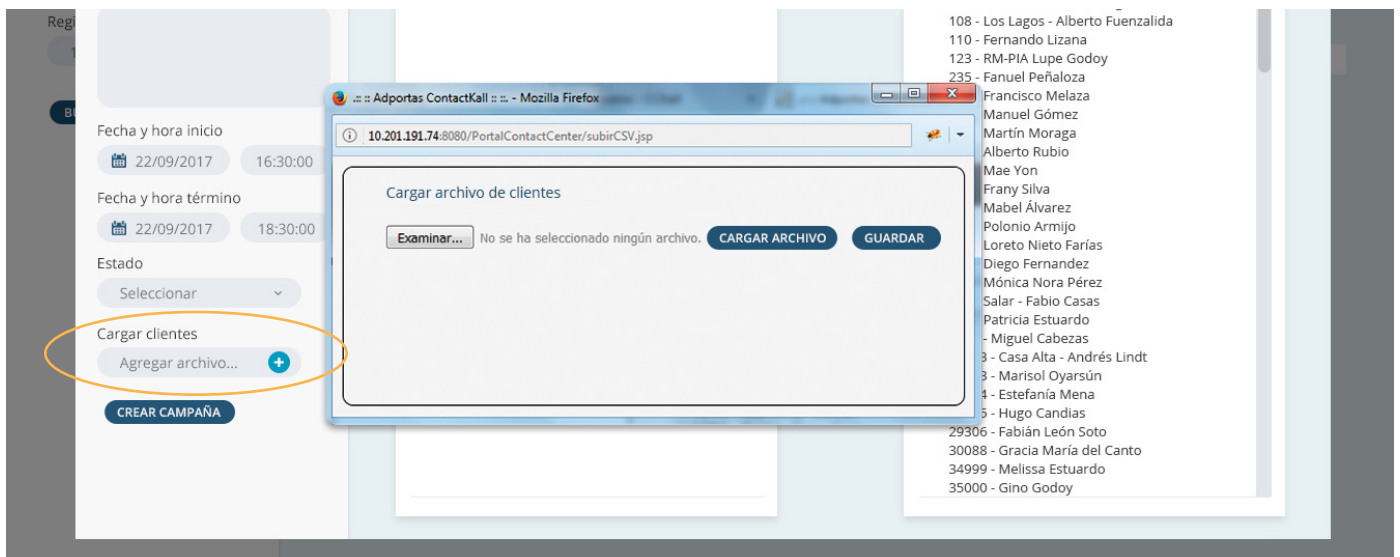 Regi
Fecha y hora inicio
22/09/2017 16:30:00
Fecha y hora término
22/09/2017 18:30:00
Estado
Seleccionar
Cargar clientes
Agregar archivo...
CREAR CAMPAÑA
.:: :: Adportas ContactKall :: ::. - Mozilla Firefox
10.201.191.74:8080/PortalContactCenter/subirCSV.jsp
Cargar archivo de clientes
Examinar... No se ha seleccionado ningún archivo. CARGAR ARCHIVO GUARDAR
108 - Los Lagos - Alberto Fuenzalida
110 - Fernando Lizana
123 - RM-PIA Lupe Godoy
235 - Fanuel Peñaloza
Francisco Melaza
Manuel Gómez
Martín Moraga
Alberto Rubio
Mae Yon
Frany Silva
Mabel Álvarez
Polonio Armijo
Loreto Nieto Farías
Diego Fernandez
Mónica Nora Pérez
Salar - Fabio Casas
Patricia Estuardo
- Miguel Cabezas
3 - Casa Alta - Andrés Lindt
3 - Marisol Oyarsún
4 - Estefanía Mena
5 - Hugo Candias
29306 - Fabián León Soto
30088 - Gracia María del Canto
34999 - Melissa Estuardo
35000 - Gino Godoy